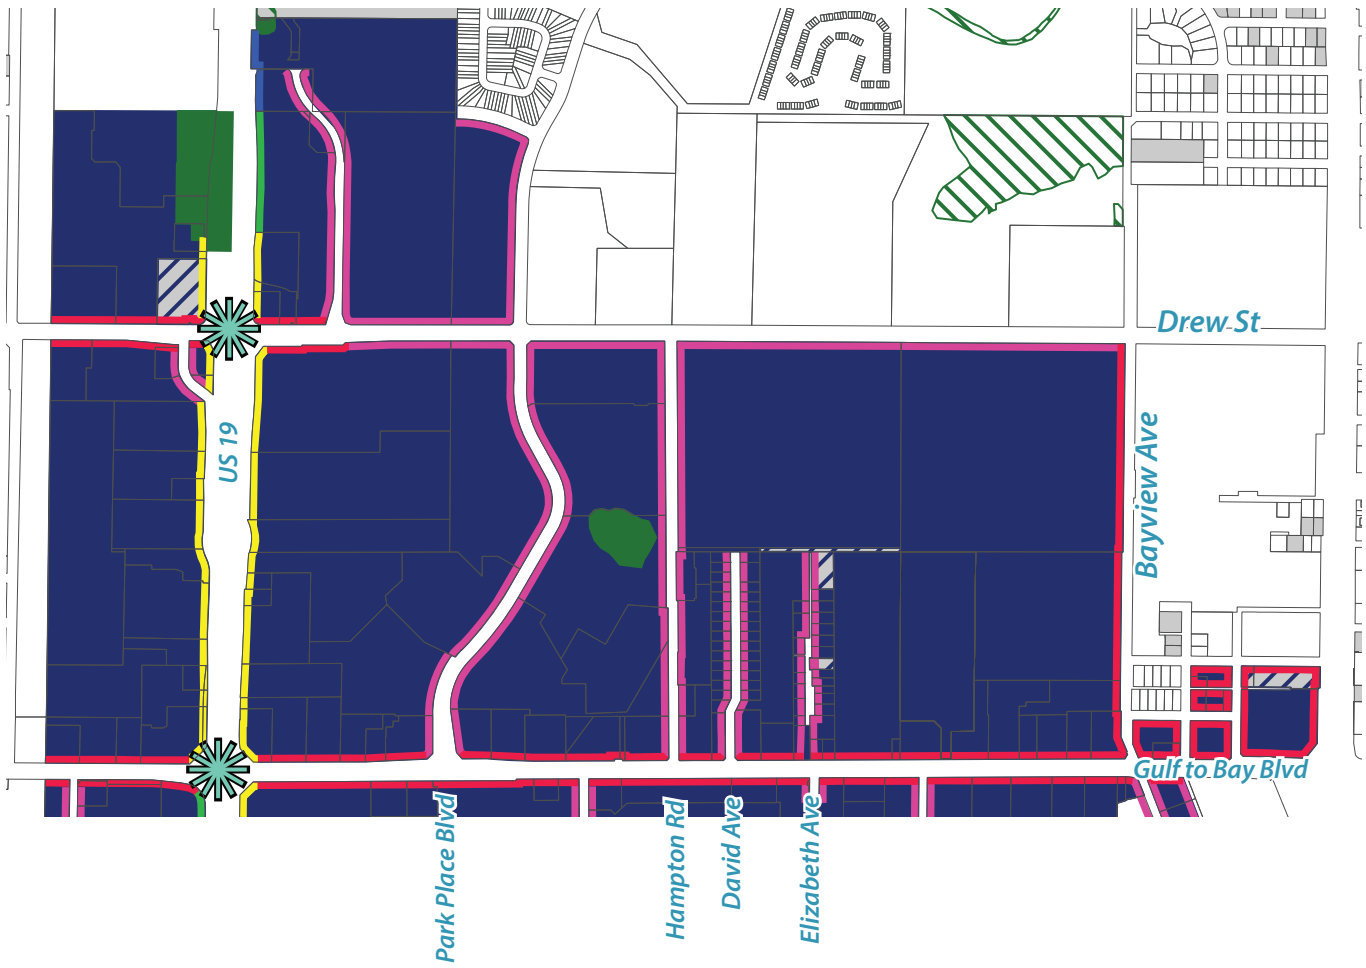 Drew St
US 19
Bayview Ave
Gulf to Bay Blvd
Park Place Blvd
Hampton Rd
David Ave
Elizabeth Ave